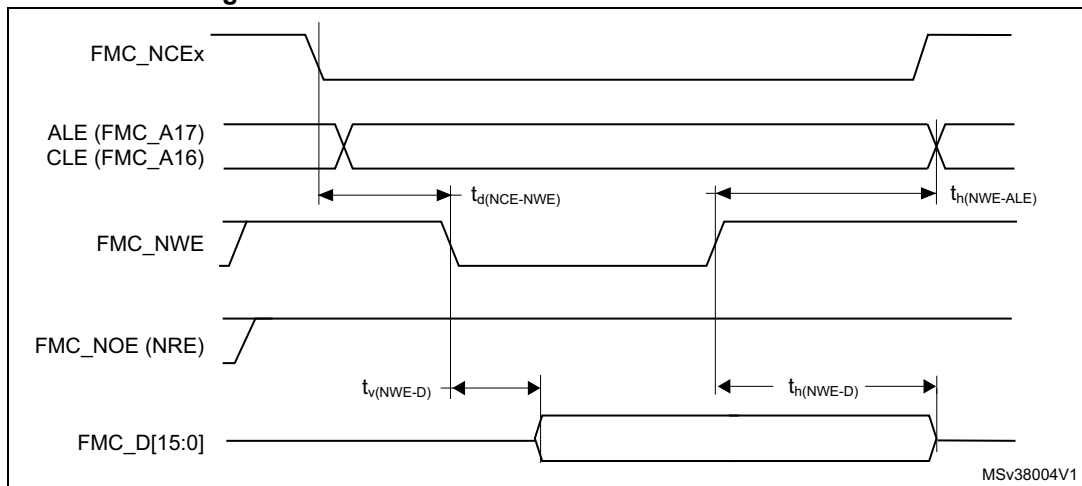 FMC_NCEx
ALE (FMC_A17)
CLE (FMC_A16)
td(NCE-NWE)
th(NWE-ALE)
FMC_NWE
FMC_NOE (NRE)
tv(NWE-D)
th(NWE-D)
FMC_D[15:0]
MSv38004V1